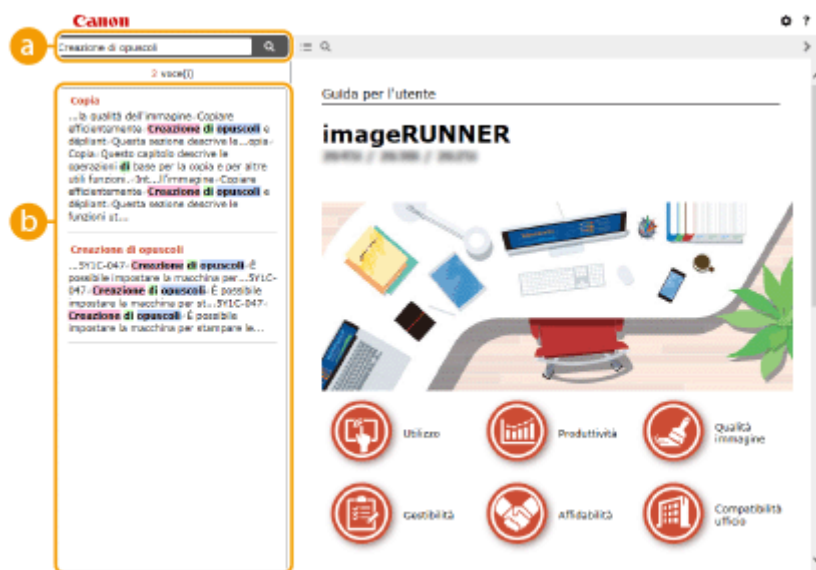 Canon
?
a
Creazione di opuscoli
2 voce(i)
b
Copia
...la qualità dell'immagine-Copiare
efficientemente-Creazione di opuscoli e
dépliant-Questa sezione descrive le...opia-
Copia-Questo capitolo descrive le
operazioni di base per la copia e per altre
utili funzioni.-Int...ll'immagine-Copiare
efficientemente-Creazione di opuscoli e
dépliant-Questa sezione descrive le
funzioni ut...
Creazione di opuscoli
...5Y1C-047-Creazione di opuscoli-É
possibile impostare la macchina per...5Y1C-
047-Creazione di opuscoli-É possibile
impostare la macchina per st...5Y1C-047-
Creazione di opuscoli-É possibile
impostare la macchina per stampare le...
Guida per l'utente
imageRUNNER
Utilizzo
Produttività
Qualità
immagine
Gestibilità
Affidabilità
Compatibilità
ufficio